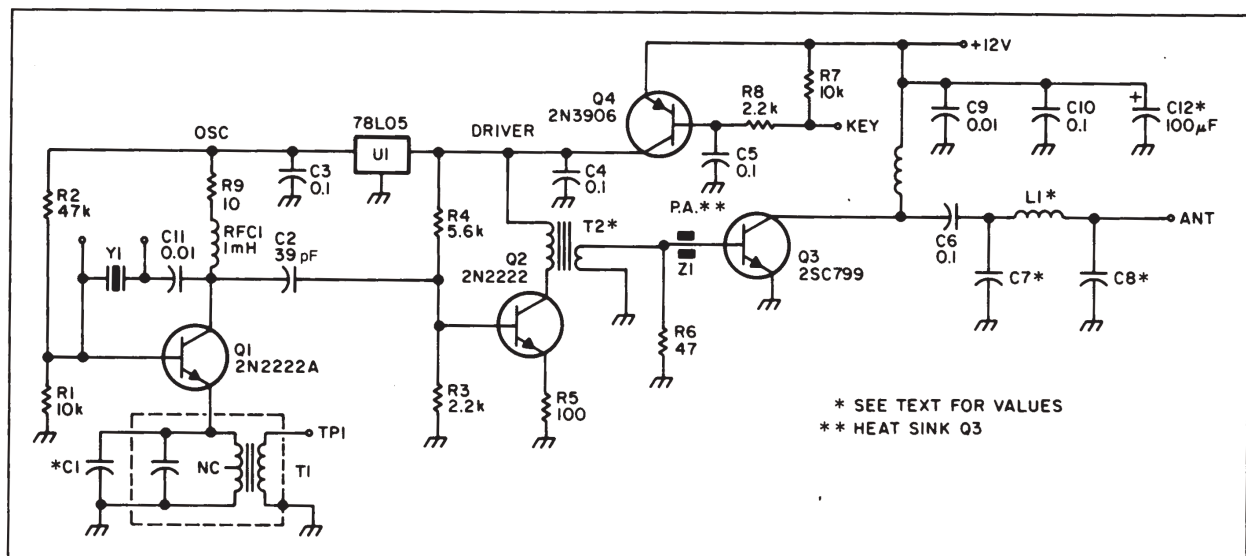 +12V
R7
10k
R8
2.2k
Q4
2N3906
KEY
C9
0.01
C10
0.1
+
C12*
100µF
78L05
U1
OSC
DRIVER
C3
0.1
C4
0.1
C5
0.1
R2
47k
R9
10
RFC1
1mH
R4
5.6k
T2*
P.A.**
Z1
Q3
2SC799
C6
0.1
L1*
ANT
C7*
C8*
Y1
C11
0.01
C2
39pF
Q2
2N2222
R6
47
Q1
2N2222A
R1
10k
R3
2.2k
R5
100
* SEE TEXT FOR VALUES
** HEAT SINK Q3
*C1
NC
T1
TP1